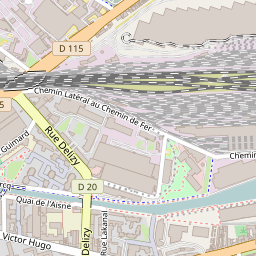 D 115
Chemin Latéral au Chemin de Fer
5
Guimard
Rue Delizy
Chemin
D 20
Quai de l'Aisne
Victor Hugo
Delizy
Rue Lakanal